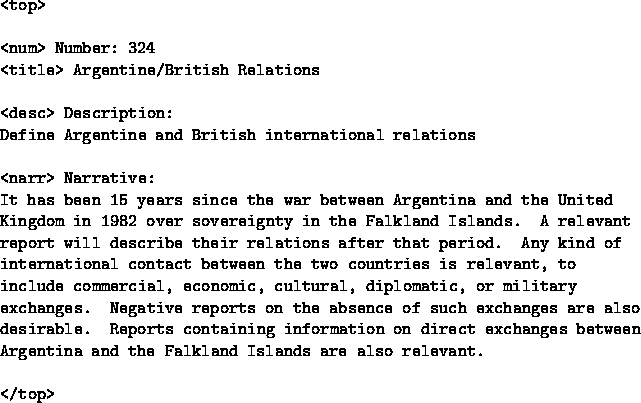 <top>
<num> Number: 324
<title> Argentine/British Relations
<desc> Description:
Define Argentine and British international relations
<narr> Narrative:
It has been 15 years since the war between Argentina and the United
Kingdom in 1982 over sovereignty in the Falkland Islands.  A relevant
report will describe their relations after that period.  Any kind of
international contact between the two countries is relevant, to
include commercial, economic, cultural, diplomatic, or military
exchanges.  Negative reports on the absence of such exchanges are also
desirable.  Reports containing information on direct exchanges between
Argentina and the Falkland Islands are also relevant.
</top>